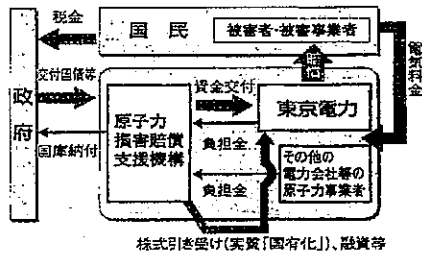 税金
国民
被害者・被害事業者
電気料金
交付国債等
政府
資金交付
賠償
東京電力
原子力
損害賠償
支援機構
負担金
国庫納付
その他の
電力会社等の
原子力事業者
負担金
株式引き受け(実質「国有化」)、融資等